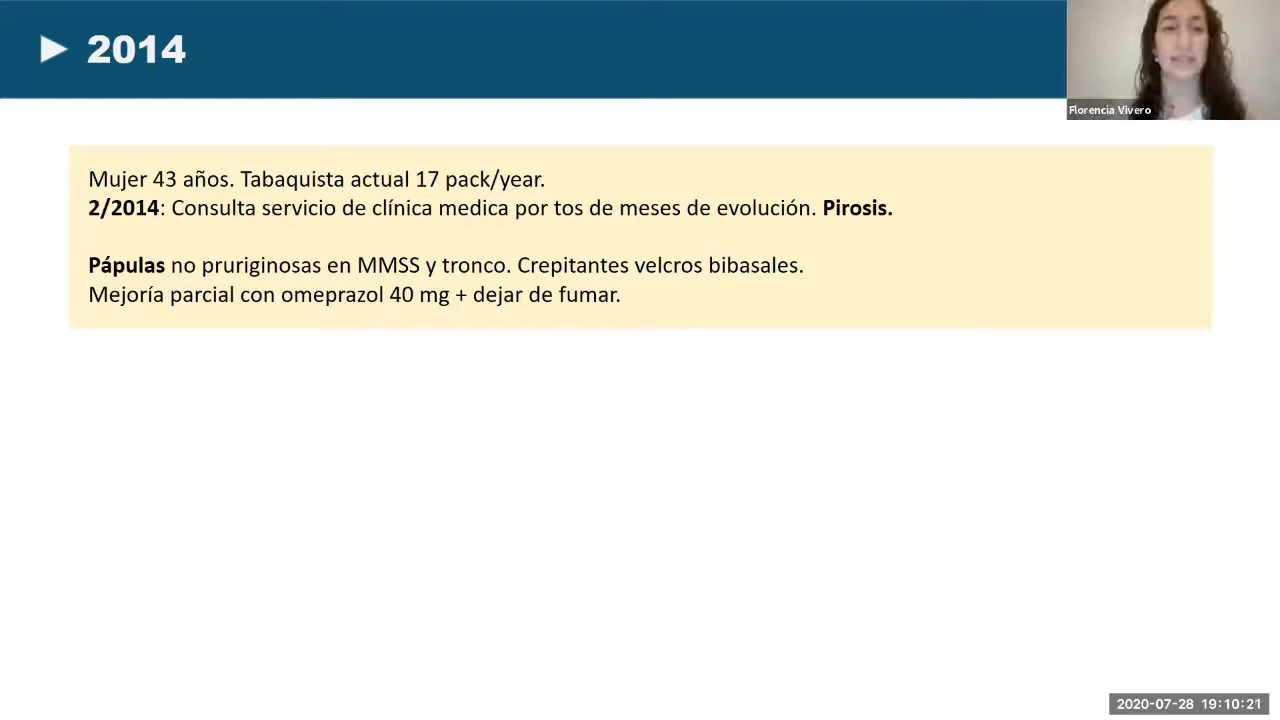 2014
Florencia Vivero
Mujer 43 años. Tabaquista actual 17 pack/year.
2/2014: Consulta servicio de clínica medica por tos de meses de evolución. Pirosis.
Pápulas no pruriginosas en MMSS y tronco. Crepitantes velcros bibasales.
Mejoría parcial con omeprazol 40 mg + dejar de fumar.
2020-07-28 19:10:21